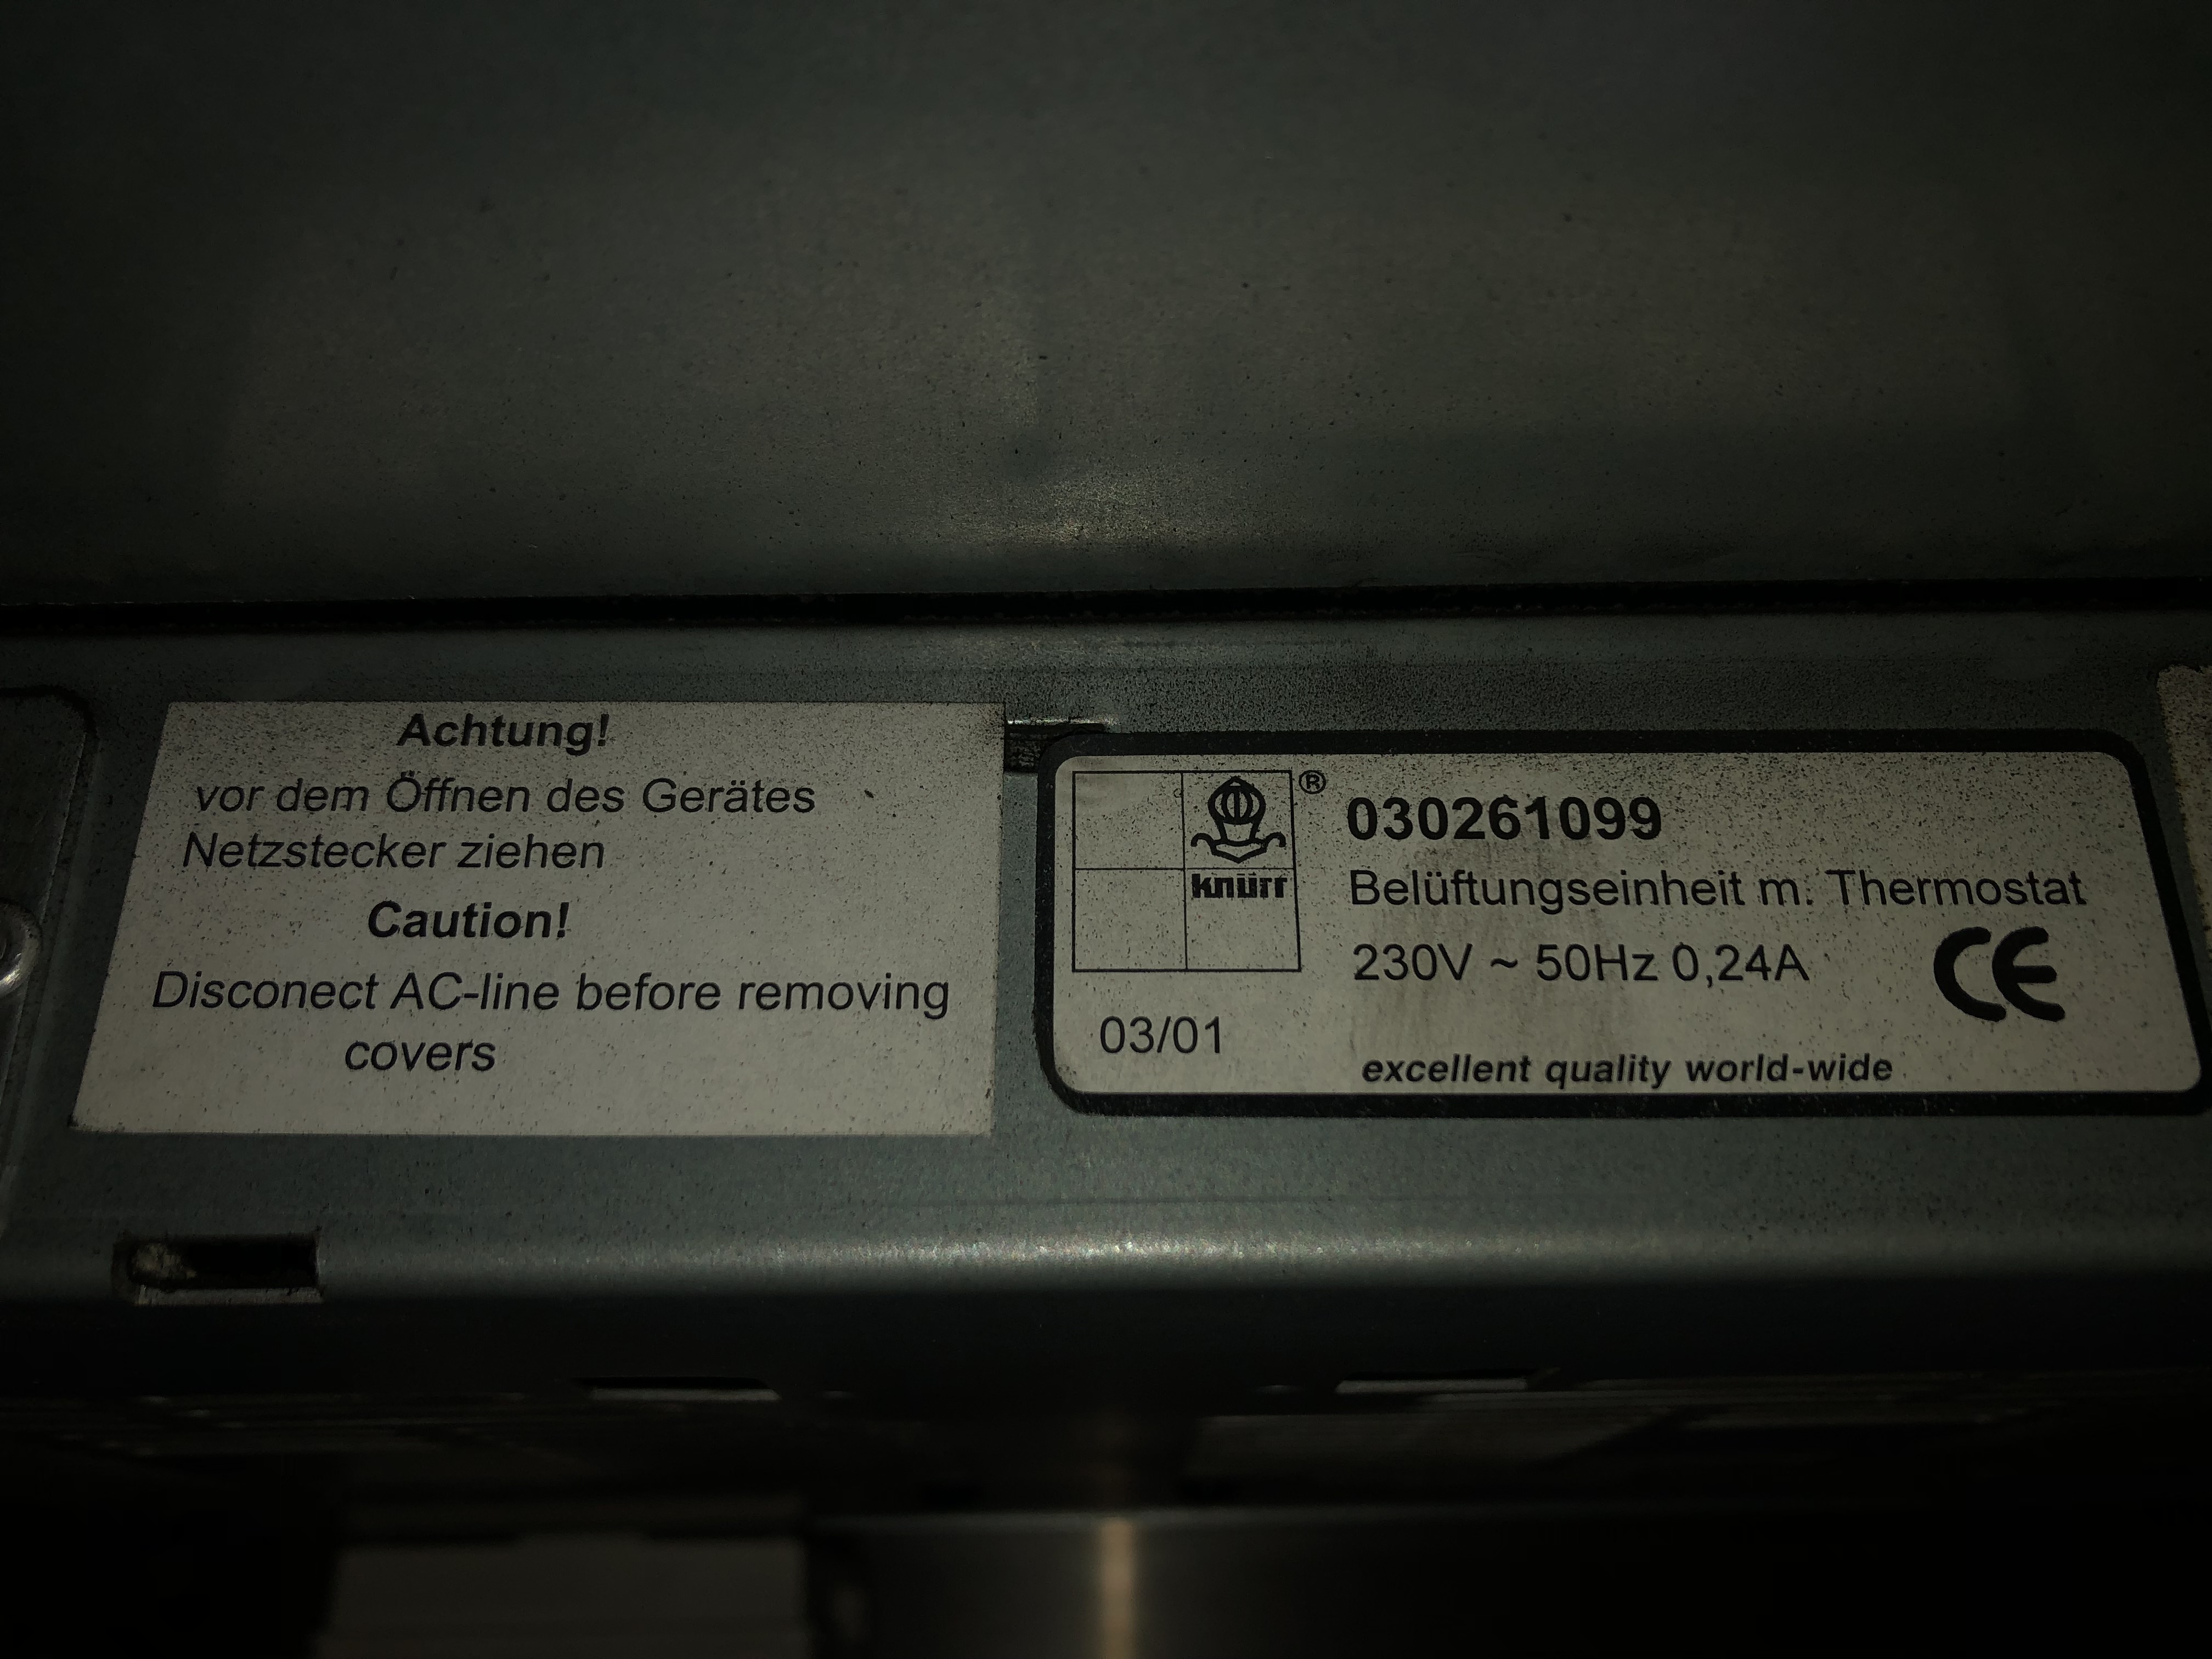 Achtung!
vor dem Öffnen des Gerätes
Netzstecker ziehen
Caution!
Disconect AC-line before removing
covers
®
knürr
030261099
Belüftungseinheit m. Thermostat
230V ~ 50Hz 0,24A
CE
03/01
excellent quality world-wide